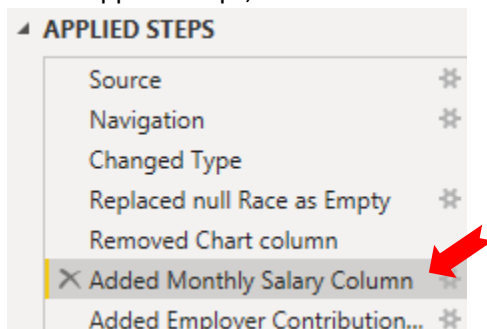 APPLIED STEPS
Source
Navigation
Changed Type
Replaced null Race as Empty
Removed Chart column
Added Monthly Salary Column
Added Employer Contribution...